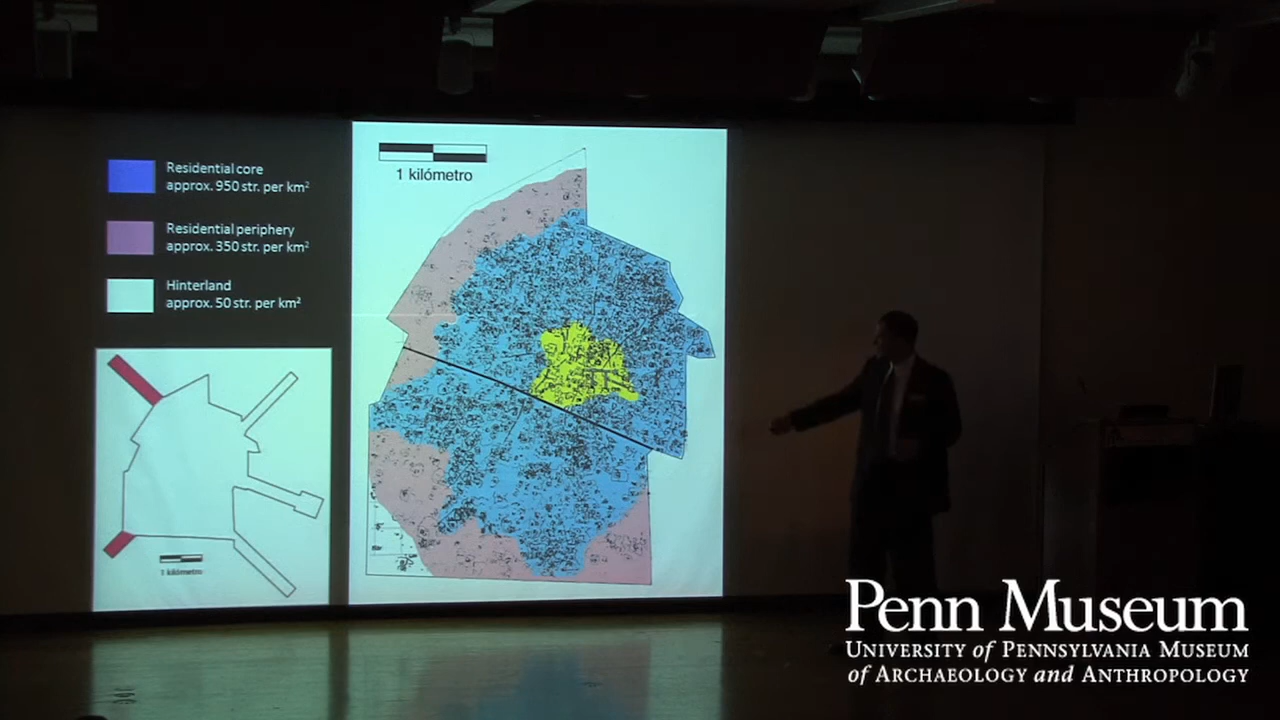 Residential core
approx. 950 str. per km²
Residential periphery
approx. 350 str. per km²
Hinterland
approx. 50 str. per km²
1 kilómetro
1 kilómetro
Penn Museum
University of Pennsylvania Museum
of Archaeology and Anthropology